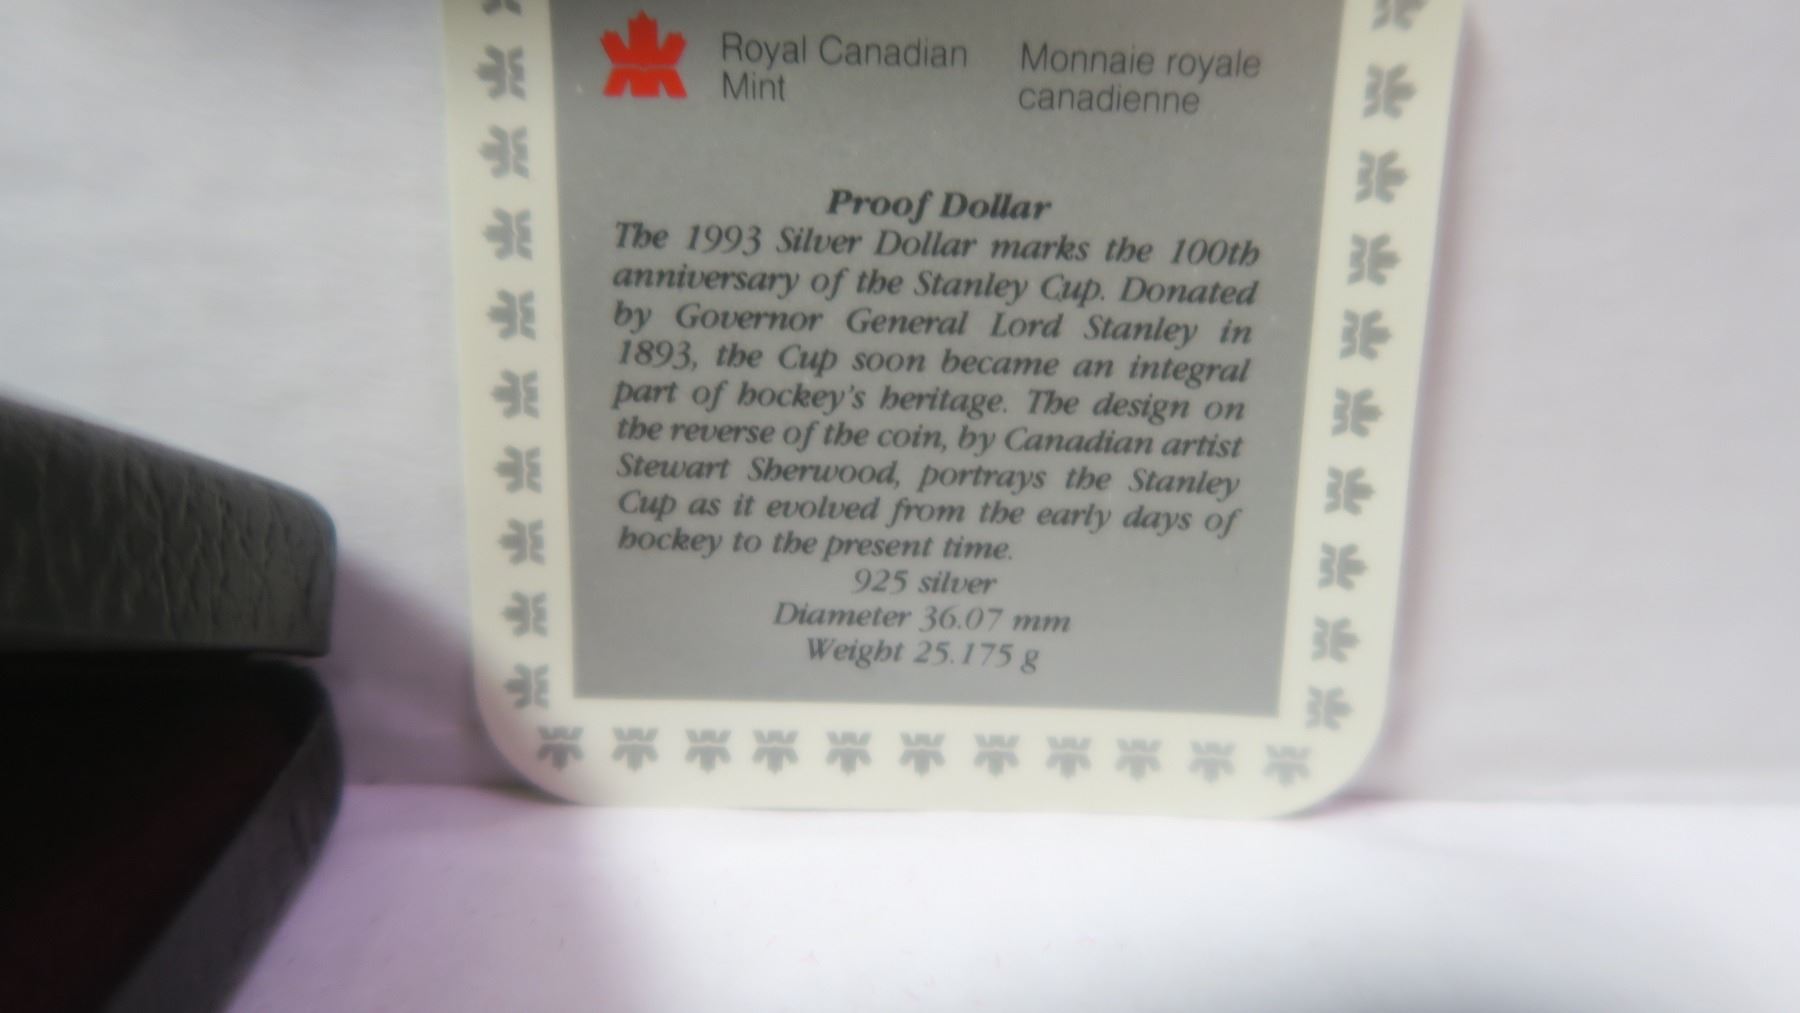 Royal Canadian
Mint
Monnaie royale
canadienne
Proof Dollar
The 1993 Silver Dollar marks the 100th
anniversary of the Stanley Cup. Donated
by Governor General Lord Stanley in
1893, the Cup soon became an integral
part of hockey's heritage. The design on
the reverse of the coin, by Canadian artist
Stewart Sherwood, portrays the Stanley
Cup as it evolved from the early days of
hockey to the present time.
925 silver
Diameter 36.07 mm
Weight 25.175 g